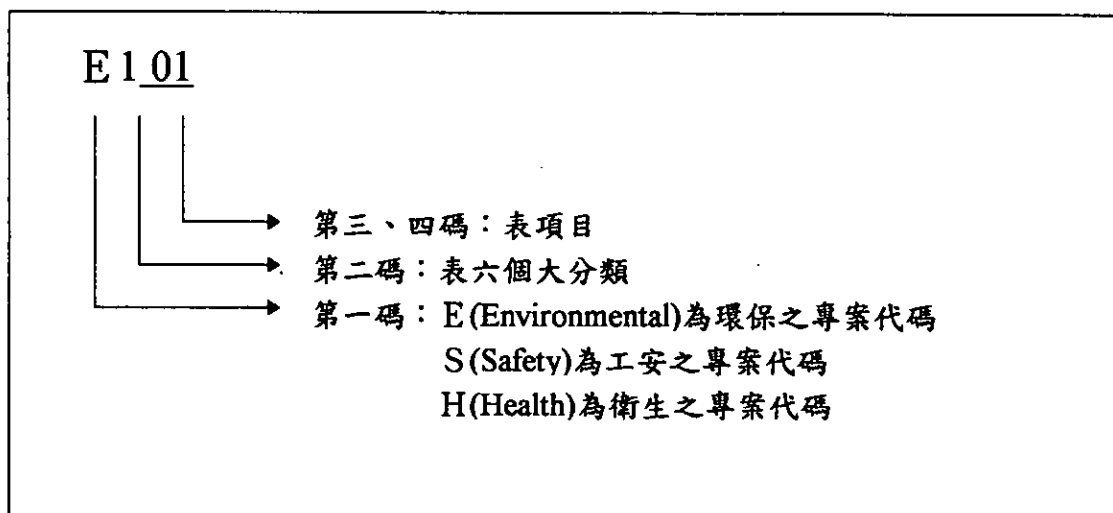 E 1 01
第三、四碼：表項目
第二碼：表六個大分類
第一碼：E(Environmental)為環保之專案代碼
S(Safety)為工安之專案代碼
H(Health)為衛生之專案代碼